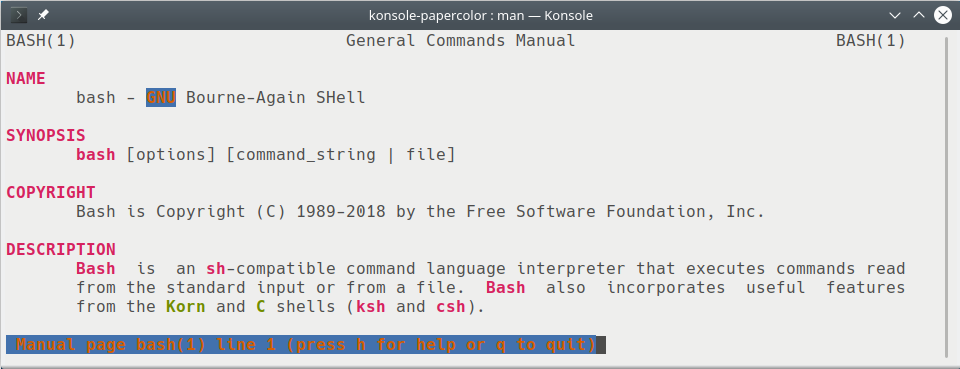 konsole-papercolor : man — Konsole
BASH(1) General Commands Manual BASH(1)
NAME
bash - GNU Bourne-Again SHell
SYNOPSIS
bash [options] [command_string | file]
COPYRIGHT
Bash is Copyright (C) 1989-2018 by the Free Software Foundation, Inc.
DESCRIPTION
Bash is an sh-compatible command language interpreter that executes commands read
from the standard input or from a file. Bash also incorporates useful features
from the Korn and C shells (ksh and csh).
Manual page bash(1) line 1 (press h for help or q to quit)